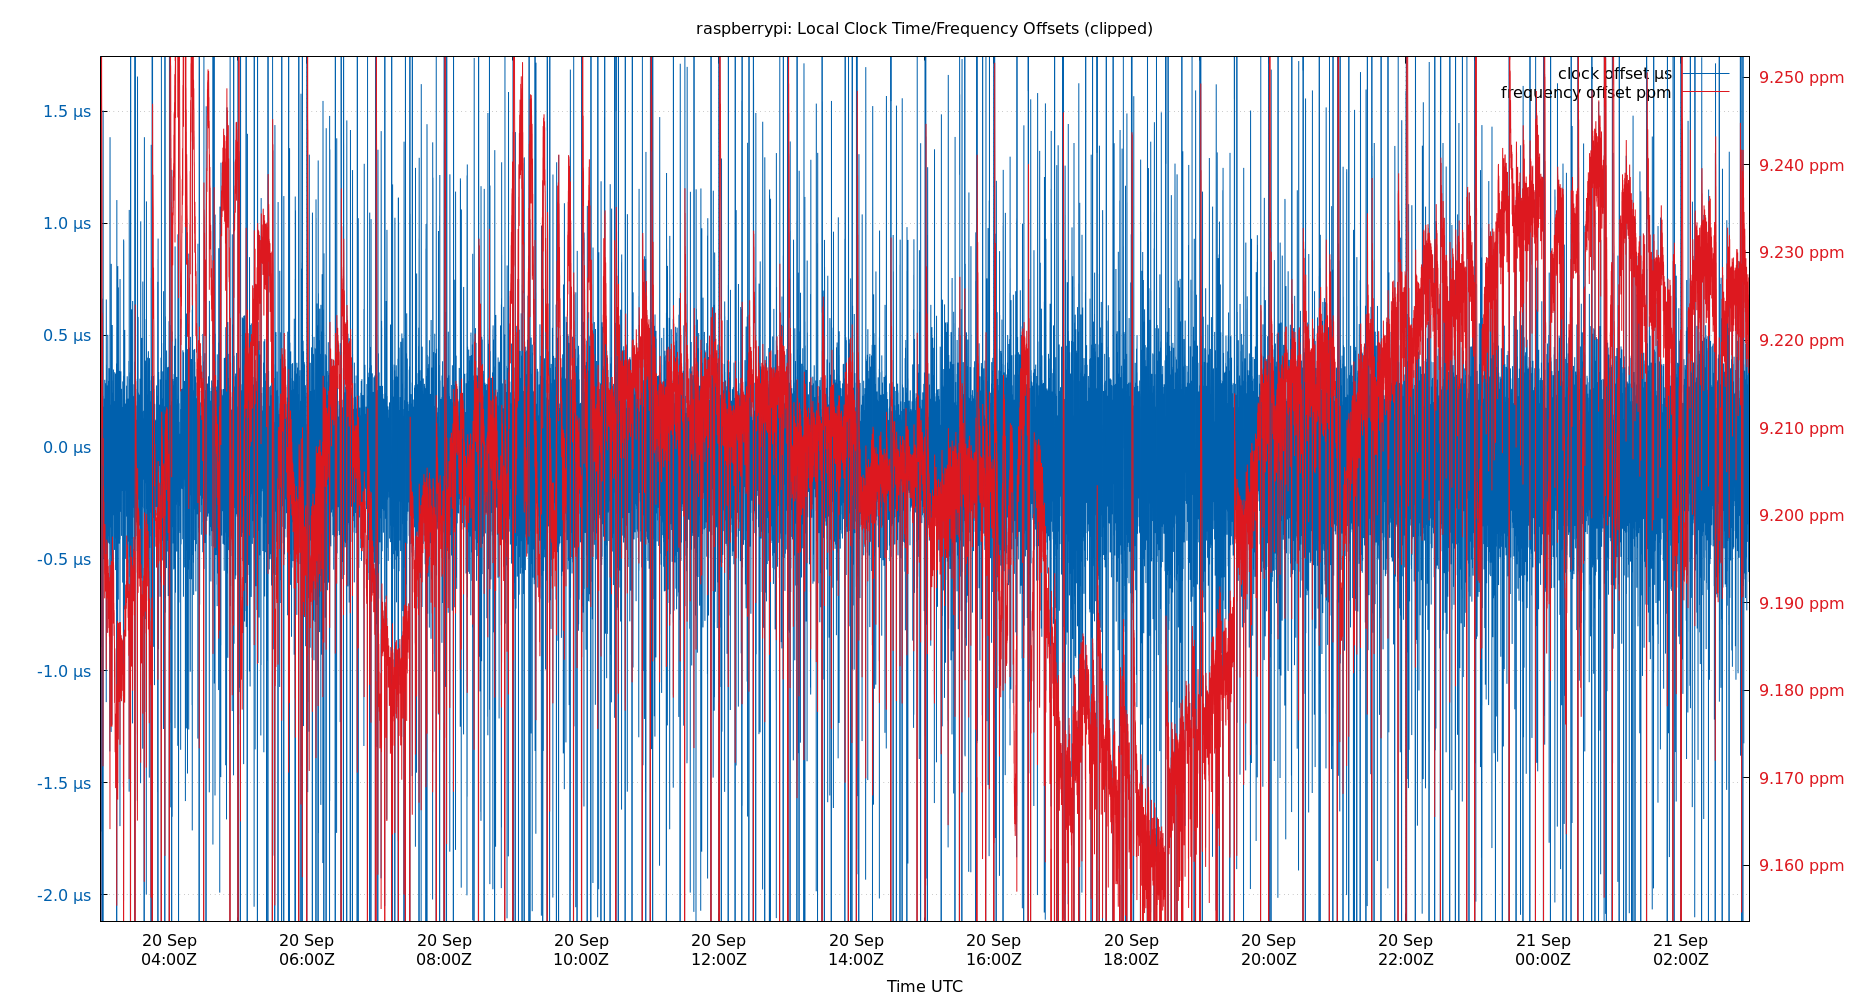 raspberrypi: Local Clock Time/Frequency Offsets (clipped)
clock offset µs
frequency offset ppm
1.5 µs
1.0 µs
0.5 µs
0.0 µs
-0.5 µs
-1.0 µs
-1.5 µs
-2.0 µs
9.250 ppm
9.240 ppm
9.230 ppm
9.220 ppm
9.210 ppm
9.200 ppm
9.190 ppm
9.180 ppm
9.170 ppm
9.160 ppm
20 Sep 20 Sep 20 Sep 20 Sep 20 Sep 20 Sep 20 Sep 20 Sep 20 Sep 20 Sep 21 Sep 21 Sep
04:00Z 06:00Z 08:00Z 10:00Z 12:00Z 14:00Z 16:00Z 18:00Z 20:00Z 22:00Z 00:00Z 02:00Z
Time UTC